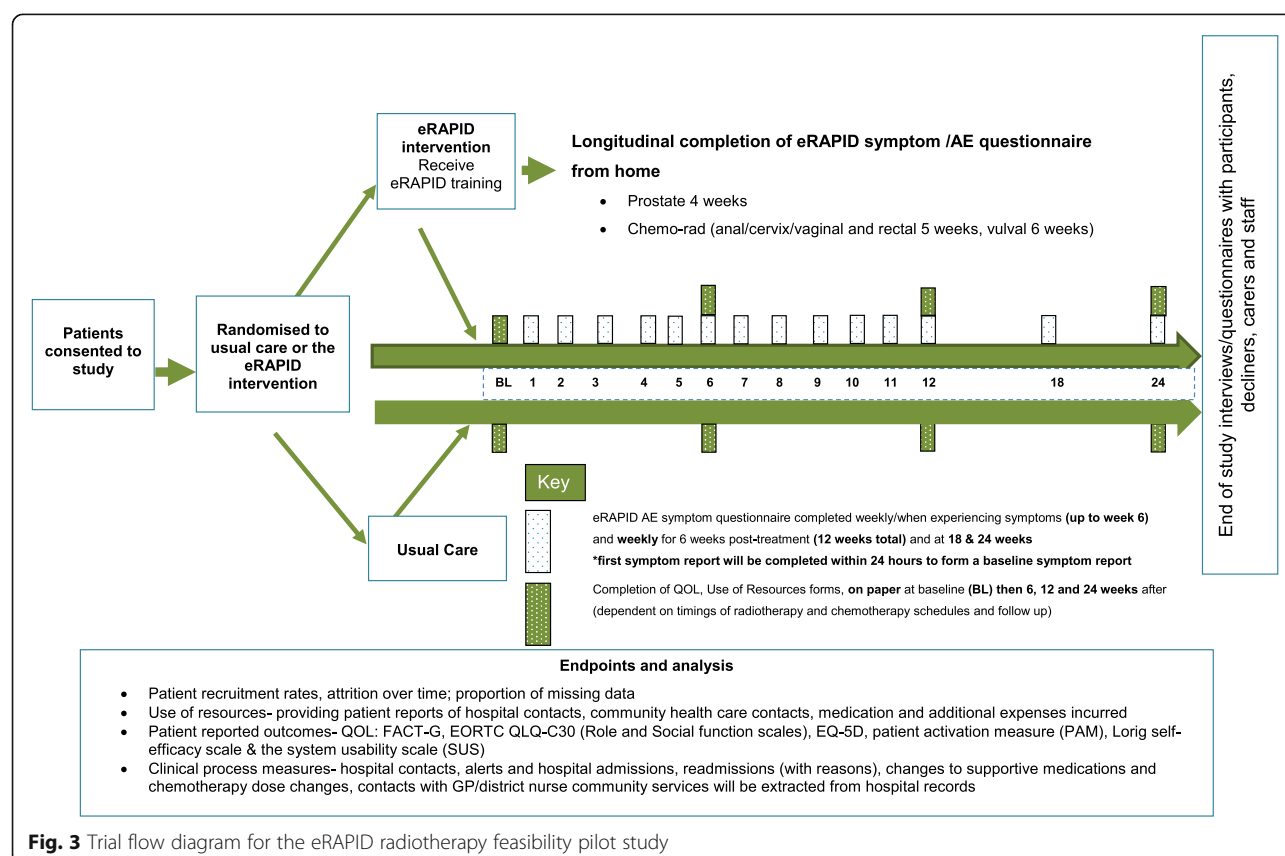 eRAPID
intervention
Receive
eRAPID training
Longitudinal completion of eRAPID symptom /AE questionnaire
from home
• Prostate 4 weeks
• Chemo-rad (anal/cervix/vaginal and rectal 5 weeks, vulval 6 weeks)
Patients
consented to
study
Randomised to
usual care or the
eRAPID
intervention
BL 1 2 3 4 5 6 7 8 9 10 11 12 18 24
Usual Care
End of study interviews/questionnaires with participants,
decliners, carers and staff
Key
eRAPID AE symptom questionnaire completed weekly/when experiencing symptoms (up to week 6)
and weekly for 6 weeks post-treatment (12 weeks total) and at 18 & 24 weeks
*first symptom report will be completed within 24 hours to form a baseline symptom report
Completion of QOL, Use of Resources forms, on paper at baseline (BL) then 6, 12 and 24 weeks after
(dependent on timings of radiotherapy and chemotherapy schedules and follow up)
Endpoints and analysis
• Patient recruitment rates, attrition over time; proportion of missing data
• Use of resources- providing patient reports of hospital contacts, community health care contacts, medication and additional expenses incurred
• Patient reported outcomes- QOL: FACT-G, EORTC QLQ-C30 (Role and Social function scales), EQ-5D, patient activation measure (PAM), Lorig self-
efficacy scale & the system usability scale (SUS)
• Clinical process measures- hospital contacts, alerts and hospital admissions, readmissions (with reasons), changes to supportive medications and
chemotherapy dose changes, contacts with GP/district nurse community services will be extracted from hospital records
Fig. 3 Trial flow diagram for the eRAPID radiotherapy feasibility pilot study